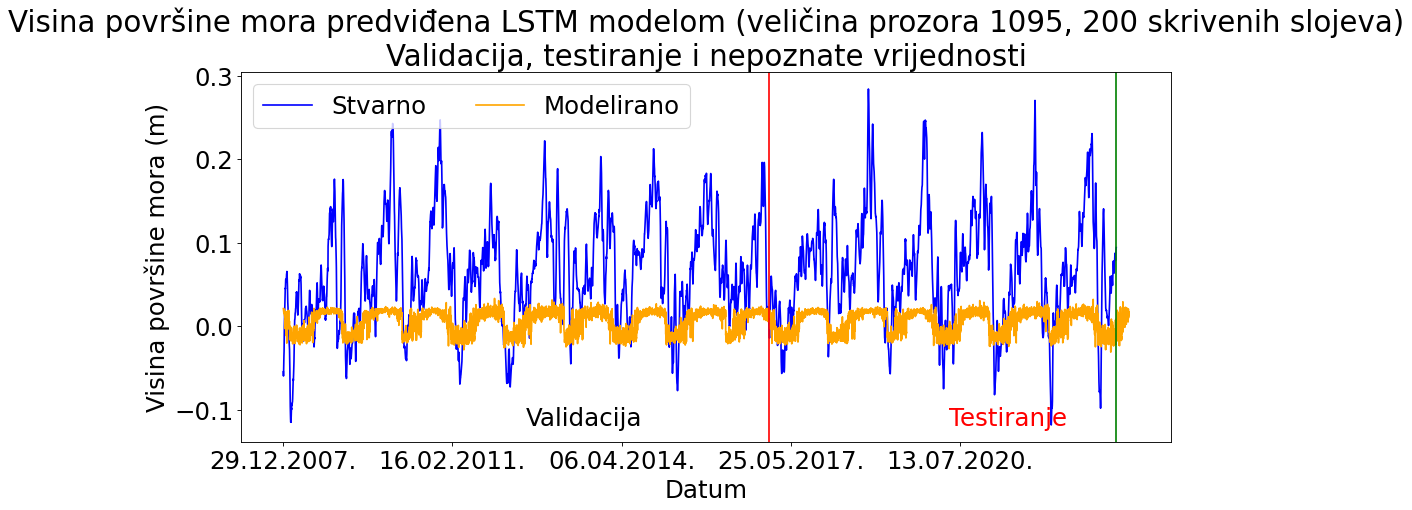 Visina površine mora predviđena LSTM modelom (veličina prozora 1095, 200 skrivenih slojeva)
Validacija, testiranje i nepoznate vrijednosti
Stvarno
Modelirano
Visina površine mora (m)
0.3
0.2
0.1
0.0
−0.1
Validacija
Testiranje
29.12.2007.
16.02.2011.
06.04.2014.
25.05.2017.
13.07.2020.
Datum